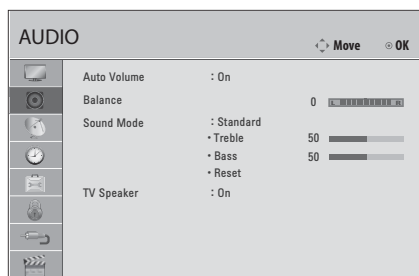 AUDIO
Move OK
Auto Volume : On
Balance 0 L R
Sound Mode : Standard
• Treble 50
• Bass 50
• Reset
TV Speaker : On